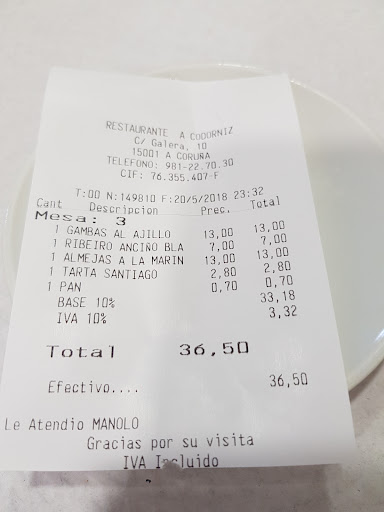 RESTAURANTE A CODORNIZ
C/ Galera, 10
15001 A CORUÑA
TELEFONO: 981-22.70.30
CIF: 76.355.407-F
T:00 N:149810 F:20/5/2018 23:32
Cant Descripcion Prec. Total
Mesa: 3
1 GAMBAS AL AJILLO 13,00 13,00
1 RIBEIRO ANCIÑO BLA 7,00 7,00
1 ALMEJAS A LA MARIN 13,00 13,00
1 TARTA SANTIAGO 2,80 2,80
1 PAN 0,70 0,70
BASE 10% 33,18
IVA 10% 3,32
Total 36,50
Efectivo.... 36,50
Le Atendio MANOLO
Gracias por su visita
IVA Incluido